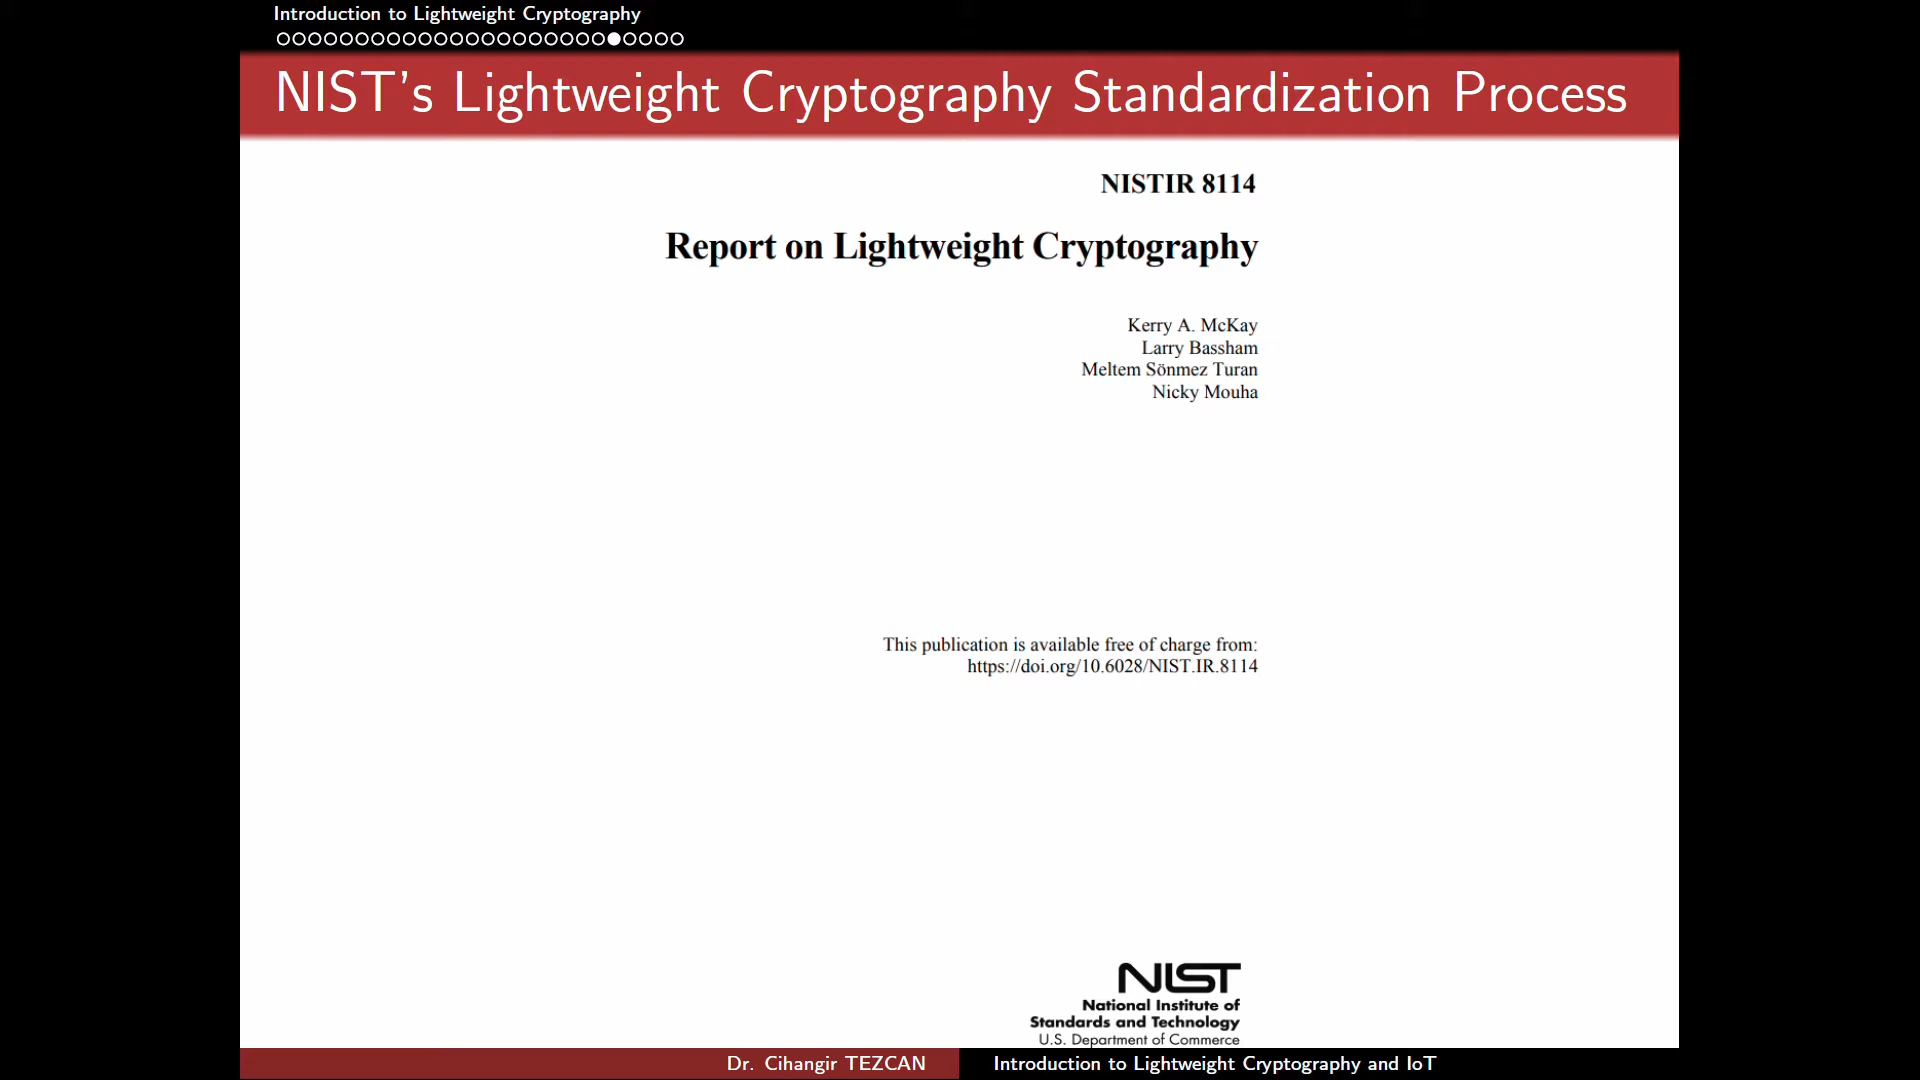 Introduction to Lightweight Cryptography
NIST's Lightweight Cryptography Standardization Process
NISTIR 8114
Report on Lightweight Cryptography
Kerry A. McKay
Larry Bassham
Meltem Sönmez Turan
Nicky Mouha
This publication is available free of charge from:
https://doi.org/10.6028/NIST.IR.8114
NIST
National Institute of
Standards and Technology
U.S. Department of Commerce
Dr. Cihangir TEZCAN
Introduction to Lightweight Cryptography and IoT